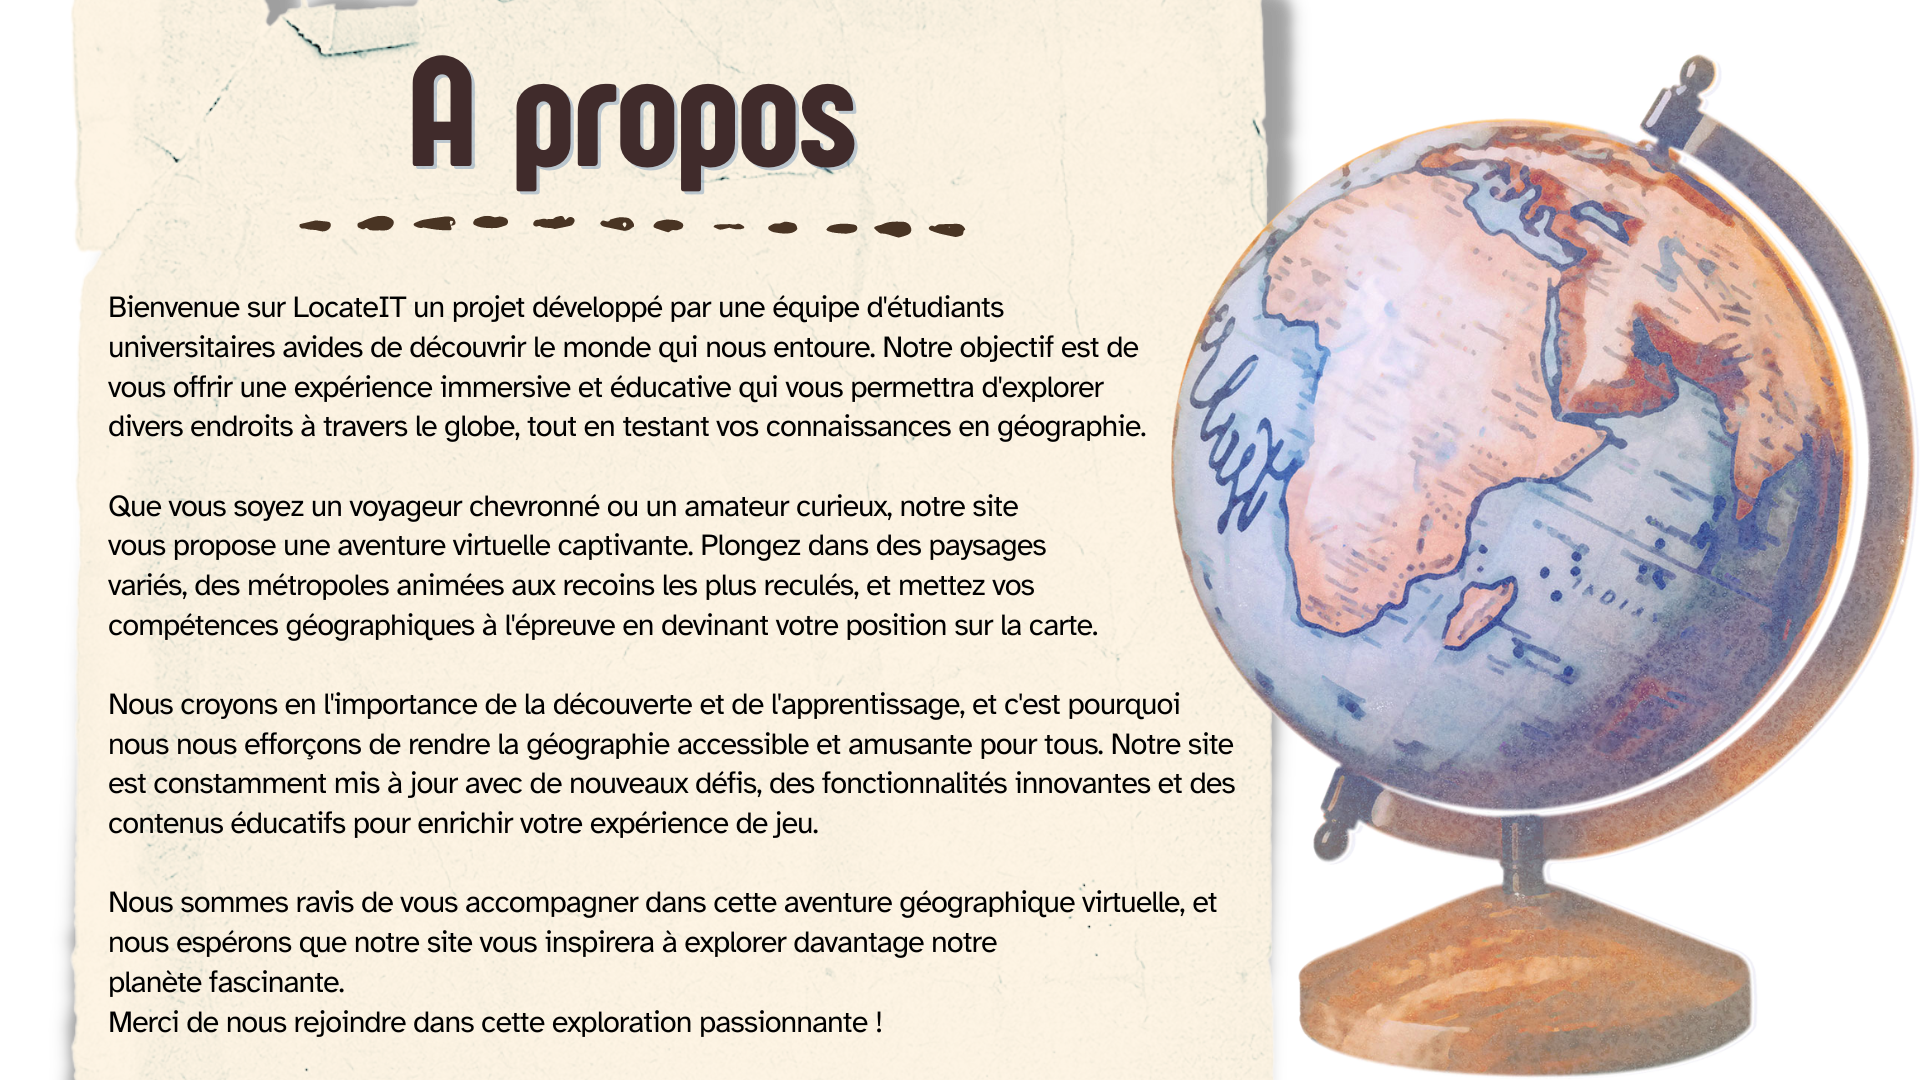 A propos
Bienvenue sur LocateIT un projet développé par une équipe d'étudiants
universitaires avides de découvrir le monde qui nous entoure. Notre objectif est de
vous offrir une expérience immersive et éducative qui vous permettra d'explorer
divers endroits à travers le globe, tout en testant vos connaissances en géographie.
Que vous soyez un voyageur chevronné ou un amateur curieux, notre site
vous propose une aventure virtuelle captivante. Plongez dans des paysages
variés, des métropoles animées aux recoins les plus reculés, et mettez vos
compétences géographiques à l'épreuve en devinant votre position sur la carte.
Nous croyons en l'importance de la découverte et de l'apprentissage, et c'est pourquoi
nous nous efforçons de rendre la géographie accessible et amusante pour tous. Notre site
est constamment mis à jour avec de nouveaux défis, des fonctionnalités innovantes et des
contenus éducatifs pour enrichir votre expérience de jeu.
Nous sommes ravis de vous accompagner dans cette aventure géographique virtuelle, et
nous espérons que notre site vous inspirera à explorer davantage notre
planète fascinante.
Merci de nous rejoindre dans cette exploration passionnante !
INDIA